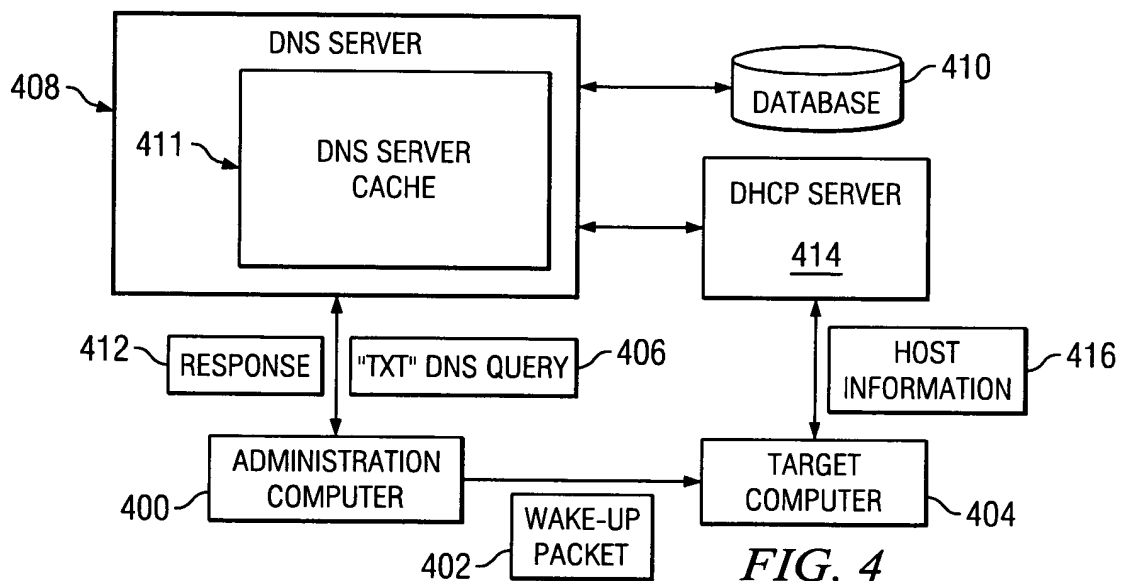 DNS SERVER
408
411
DNS SERVER
CACHE
DATABASE
410
DHCP SERVER
414
412
RESPONSE
"TXT" DNS QUERY
406
HOST
INFORMATION
416
ADMINISTRATION
COMPUTER
400
TARGET
COMPUTER
404
WAKE-UP
PACKET
402
FIG. 4